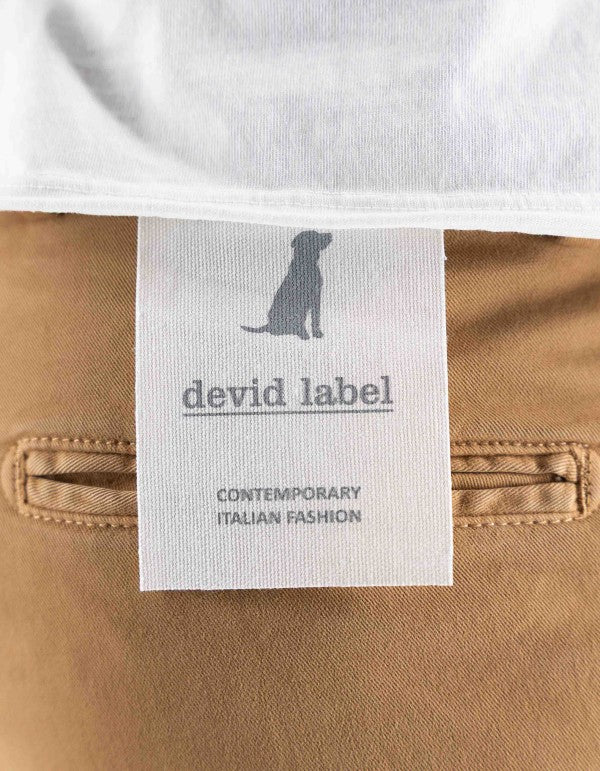 devid label
CONTEMPORARY
ITALIAN FASHION